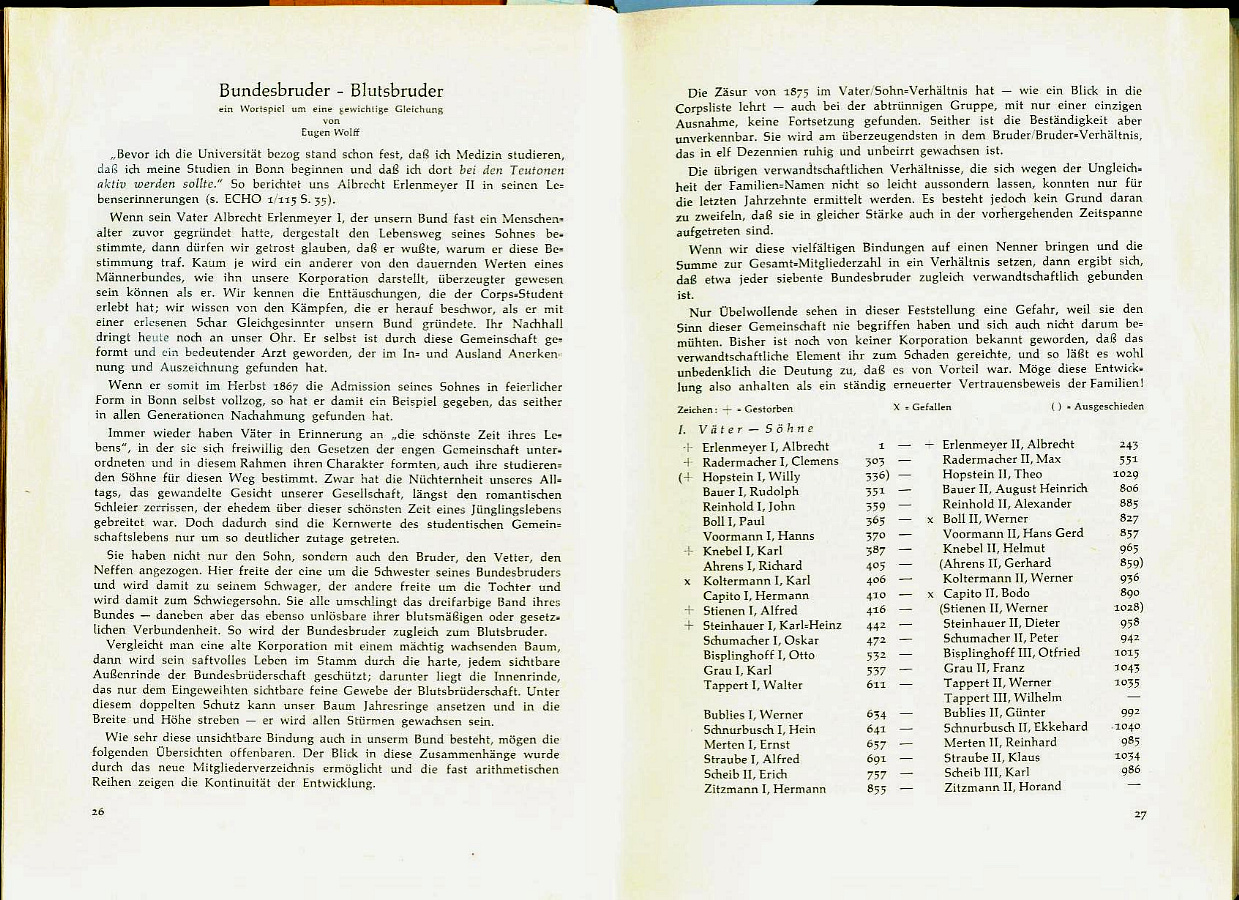 Bundesbruder - Blutsbruder
ein Wortspiel um eine gewichtige Gleichung
von
Eugen Wolff
„Bevor ich die Universität bezog stand schon fest, daß ich Medizin studieren,
daß ich meine Studien in Bonn beginnen und daß ich dort bei den Teutonen
aktiv werden sollte.“ So berichtet uns Albrecht Erlenmeyer II in seinen Le=
benserinnerungen (s. ECHO 1/115 S. 35).
Wenn sein Vater Albrecht Erlenmeyer I, der unsern Bund fast ein Menschen=
alter zuvor gegründet hatte, dergestalt den Lebensweg seines Sohnes be=
stimmte, dann dürfen wir getrost glauben, daß er wußte, warum er diese Be=
stimmung traf. Kaum je wird ein anderer von den dauernden Werten eines
Männerbundes, wie ihn unsere Korporation darstellt, überzeugter gewesen
sein können als er. Wir kennen die Enttäuschungen, die der Corps=Student
erlebt hat; wir wissen von den Kämpfen, die er herauf beschwor, als er mit
einer erlesenen Schar Gleichgesinnter unsern Bund gründete. Ihr Nachhall
dringt heute noch an unser Ohr. Er selbst ist durch diese Gemeinschaft ge=
formt und ein bedeutender Arzt geworden, der im In= und Ausland Anerken=
nung und Auszeichnung gefunden hat.
Wenn er somit im Herbst 1867 die Admission seines Sohnes in feierlicher
Form in Bonn selbst vollzog, so hat er damit ein Beispiel gegeben, das seither
in allen Generationen Nachahmung gefunden hat.
Immer wieder haben Väter in Erinnerung an „die schönste Zeit ihres Le=
bens“, in der sie sich freiwillig den Gesetzen der engen Gemeinschaft unter=
ordneten und in diesem Rahmen ihren Charakter formten, auch ihre studieren=
den Söhne für diesen Weg bestimmt. Zwar hat die Nüchternheit unseres All=
tags, das gewandelte Gesicht unserer Gesellschaft, längst den romantischen
Schleier zerrissen, der ehedem über dieser schönsten Zeit eines Jünglingslebens
gebreitet war. Doch dadurch sind die Kernwerte des studentischen Gemein=
schaftslebens nur um so deutlicher zutage getreten.
Sie haben nicht nur den Sohn, sondern auch den Bruder, den Vetter, den
Neffen angezogen. Hier freite der eine um die Schwester seines Bundesbruders
und wird damit zu seinem Schwager, der andere freite um die Tochter und
wird damit zum Schwiegersohn. Sie alle umschlingt das dreifarbige Band ihres
Bundes — daneben aber das ebenso unlösbare ihrer blutsmäßigen oder gesetz=
lichen Verbundenheit. So wird der Bundesbruder zugleich zum Blutsbruder.
Vergleicht man eine alte Korporation mit einem mächtig wachsenden Baum,
dann wird sein saftvolles Leben im Stamm durch die harte, jedem sichtbare
Außenrinde der Bundesbrüderschaft geschützt; darunter liegt die Innenrinde,
das nur dem Eingeweihten sichtbare feine Gewebe der Blutsbrüderschaft. Unter
diesem doppelten Schutz kann unser Baum Jahresringe ansetzen und in die
Breite und Höhe streben — er wird allen Stürmen gewachsen sein.
Wie sehr diese unsichtbare Bindung auch in unserm Bund besteht, mögen die
folgenden Übersichten offenbaren. Der Blick in diese Zusammenhänge wurde
durch das neue Mitgliederverzeichnis ermöglicht und die fast arithmetischen
Reihen zeigen die Kontinuität der Entwicklung.
26
Die Zäsur von 1875 im Vater/Sohn=Verhältnis hat — wie ein Blick in die
Corpsliste lehrt — auch bei der abtrünnigen Gruppe, mit nur einer einzigen
Ausnahme, keine Fortsetzung gefunden. Seither ist die Beständigkeit aber
unverkennbar. Sie wird am überzeugendsten in dem Bruder/Bruder=Verhältnis,
das in elf Dezennien ruhig und unbeirrt gewachsen ist.
Die übrigen verwandtschaftlichen Verhältnisse, die sich wegen der Ungleich=
heit der Familien=Namen nicht so leicht aussondern lassen, konnten nur für
die letzten Jahrzehnte ermittelt werden. Es besteht jedoch kein Grund daran
zu zweifeln, daß sie in gleicher Stärke auch in der vorhergehenden Zeitspanne
aufgetreten sind.
Wenn wir diese vielfältigen Bindungen auf einen Nenner bringen und die
Summe zur Gesamt=Mitgliederzahl in ein Verhältnis setzen, dann ergibt sich,
daß etwa jeder siebente Bundesbruder zugleich verwandtschaftlich gebunden
ist.
Nur Übelwollende sehen in dieser Feststellung eine Gefahr, weil sie den
Sinn dieser Gemeinschaft nie begriffen haben und sich auch nicht darum be=
mühten. Bisher ist noch von keiner Korporation bekannt geworden, daß das
verwandtschaftliche Element ihr zum Schaden gereichte, und so läßt es wohl
unbedenklich die Deutung zu, daß es von Vorteil war. Möge diese Entwick=
lung also anhalten als ein ständig erneuerter Vertrauensbeweis der Familien!
Zeichen: + = Gestorben X = Gefallen ( ) = Ausgeschieden
I. Väter — Söhne
+ Erlenmeyer I, Albrecht 1 — + Erlenmeyer II, Albrecht 243
+ Radermacher I, Clemens 303 — Radermacher II, Max 551
(+ Hopstein I, Willy 336) — Hopstein II, Theo 1029
Bauer I, Rudolph 351 — Bauer II, August Heinrich 806
Reinhold I, John 359 — Reinhold II, Alexander 885
Boll I, Paul 365 — x Boll II, Werner 827
Voormann I, Hanns 370 — Voormann II, Hans Gerd 857
+ Knebel I, Karl 387 — Knebel II, Helmut 965
Ahrens I, Richard 405 — (Ahrens II, Gerhard 859)
x Koltermann I, Karl 406 — Koltermann II, Werner 936
Capito I, Hermann 410 — x Capito II, Bodo 890
+ Stienen I, Alfred 416 — (Stienen II, Werner 1028)
+ Steinhauer I, Karl=Heinz 442 — Steinhauer II, Dieter 958
Schumacher I, Oskar 472 — Schumacher II, Peter 942
Bisplinghoff I, Otto 532 — Bisplinghoff III, Otfried 1015
Grau I, Karl 537 — Grau II, Franz 1043
Tappert I, Walter 611 — Tappert II, Werner 1035
Tappert III, Wilhelm —
Bublies I, Werner 634 — Bublies II, Günter 992
Schnurbusch I, Hein 641 — Schnurbusch II, Ekkehard 1040
Merten I, Ernst 657 — Merten II, Reinhard 985
Straube I, Alfred 691 — Straube II, Klaus 1034
Scheib II, Erich 757 — Scheib III, Karl 986
Zitzmann I, Hermann 855 — Zitzmann II, Horand —
27